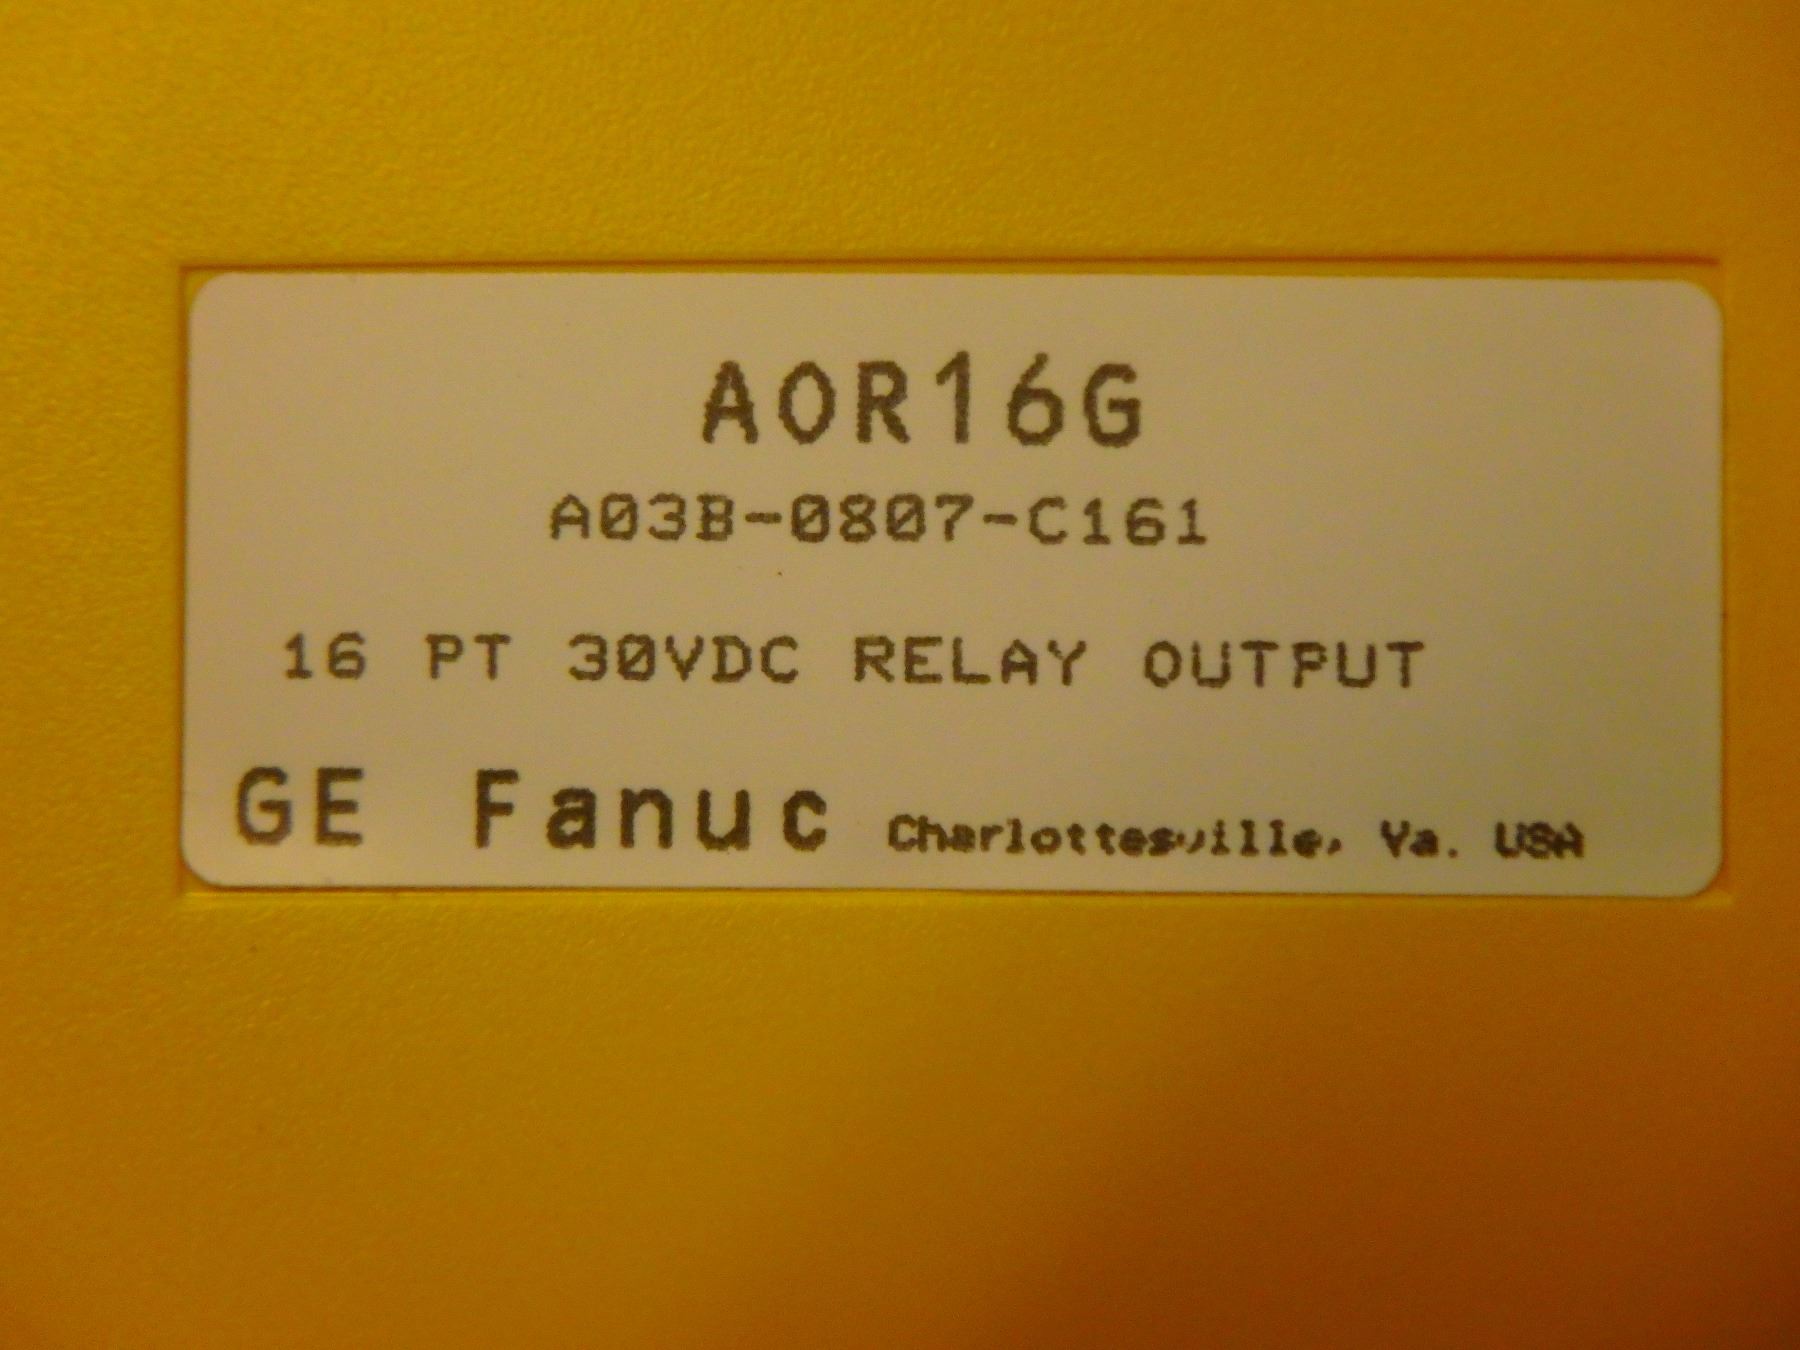 AOR16G
A03B-0807-C161
16 PT 30VDC RELAY OUTPUT
GE Fanuc Charlottesville, Va. USA